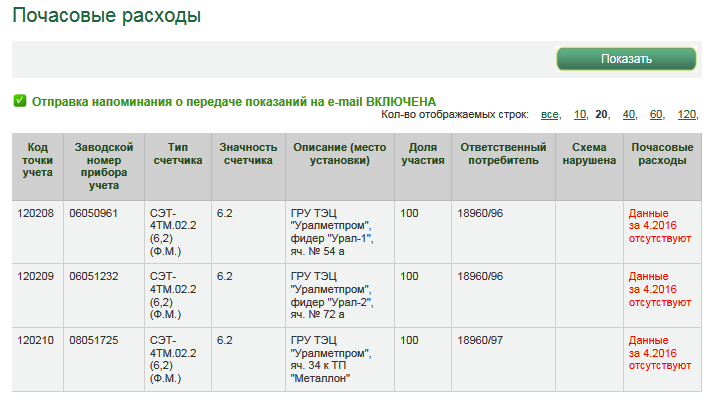 Почасовые расходы
Показать
Отправка напоминания о передаче показаний на e-mail ВКЛЮЧЕНА
Кол-во отображаемых строк: все, 10, 20, 40, 60, 120,
Код точки учета
Заводской номер прибора учета
Тип счетчика
Значность счетчика
Описание (место установки)
Доля участия
Ответственный потребитель
Схема нарушена
Почасовые расходы
120208 06050961 СЭТ- 6.2 ГРУ ТЭЦ 100 18960/96 Данные
4ТМ.02.2 "Уралметпром", за 4.2016
(6,2) фидер "Урал-1", отсутствуют
(Ф.М.) яч. № 54 а
120209 06051232 СЭТ- 6.2 ГРУ ТЭЦ 100 18960/96 Данные
4ТМ.02.2 "Уралметпром", за 4.2016
(6,2) фидер "Урал-2", отсутствуют
(Ф.М.) яч. № 72 а
120210 08051725 СЭТ- 6.2 ГРУ ТЭЦ 100 18960/97 Данные
4ТМ.02.2 "Уралметпром", за 4.2016
(6,2) яч. 34 к ТП отсутствуют
(Ф.М.) "Металлон"